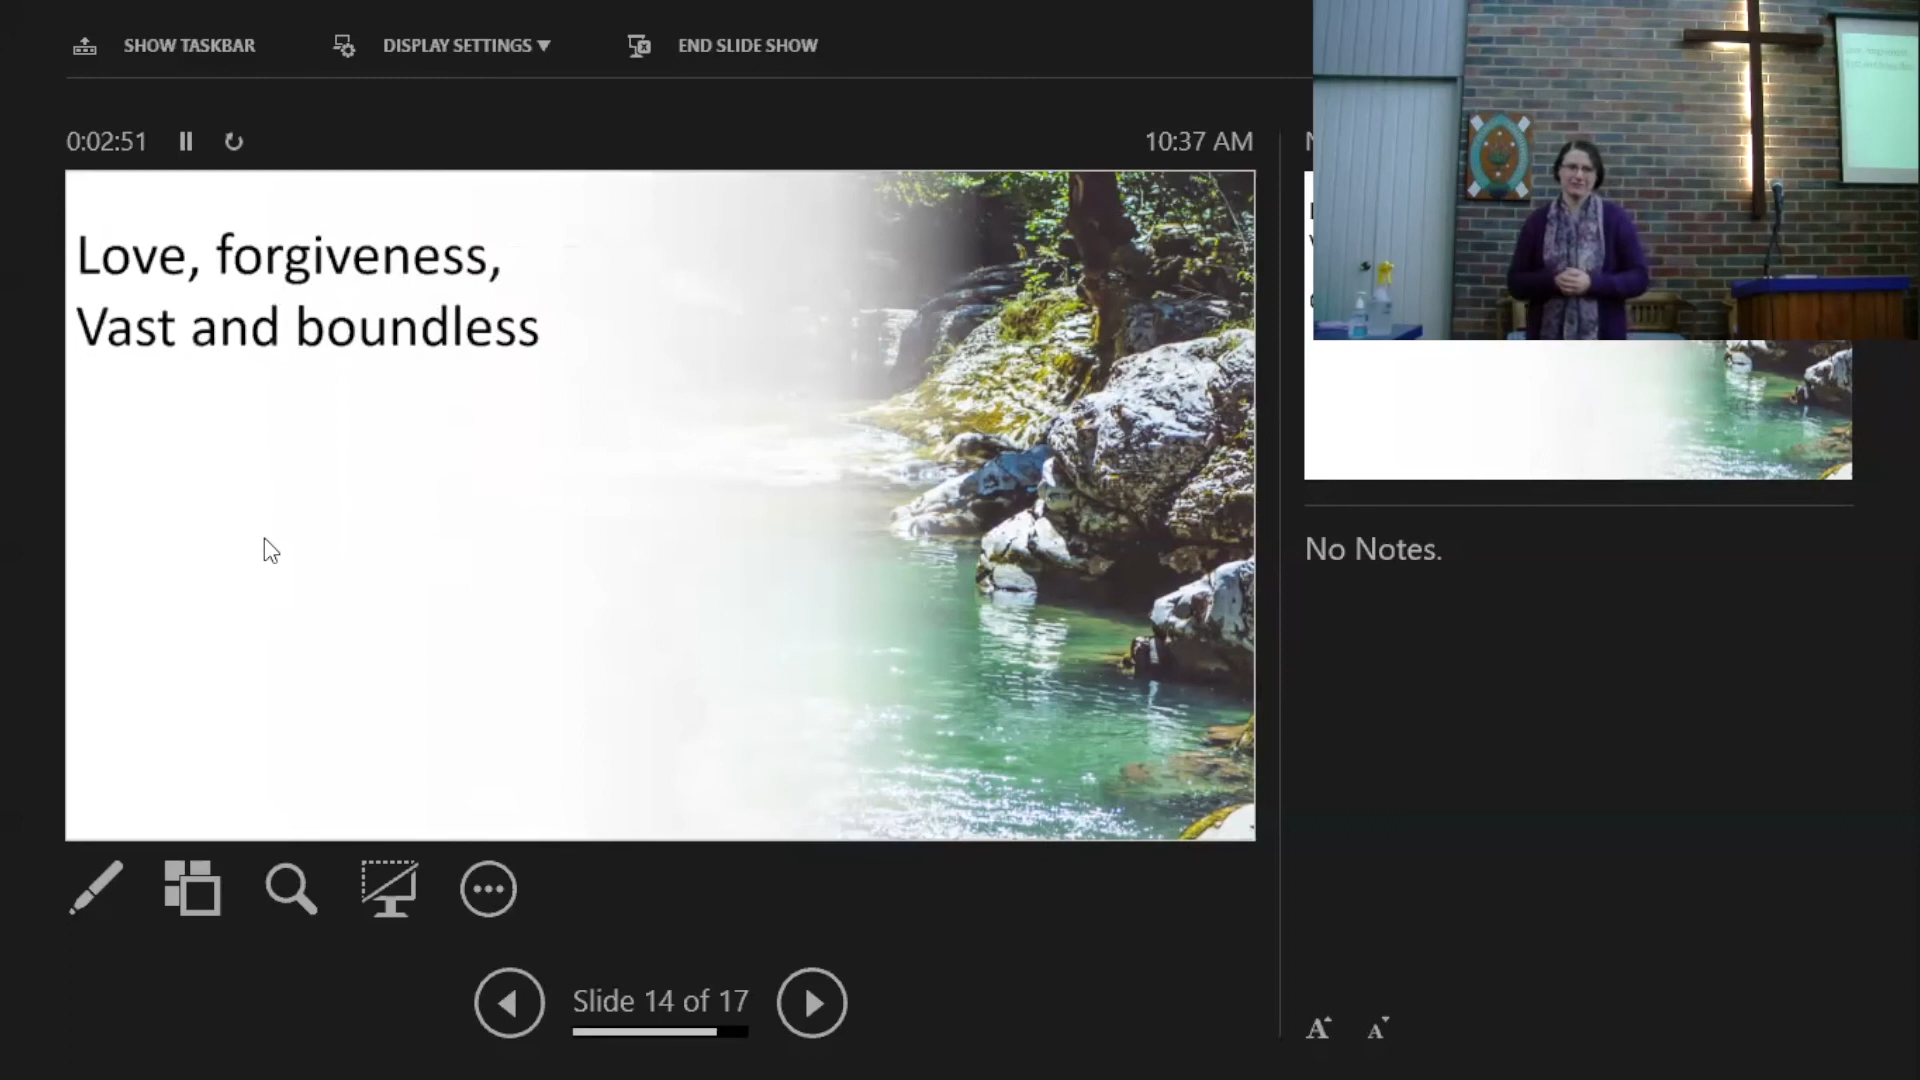 SHOW TASKBAR
DISPLAY SETTINGS ▼
END SLIDE SHOW
0:02:51
10:37 AM
Love, forgiveness,
Vast and boundless
No Notes.
Slide 14 of 17
A
A